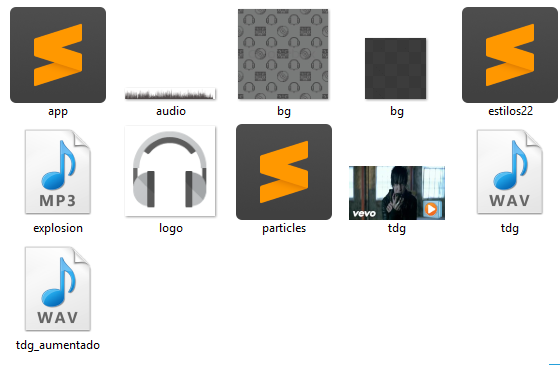 app
audio
bg
bg
estilos22
MP3
WAV
explosion
logo
particles
vevo
tdg
tdg
WAV
tdg_aumentado